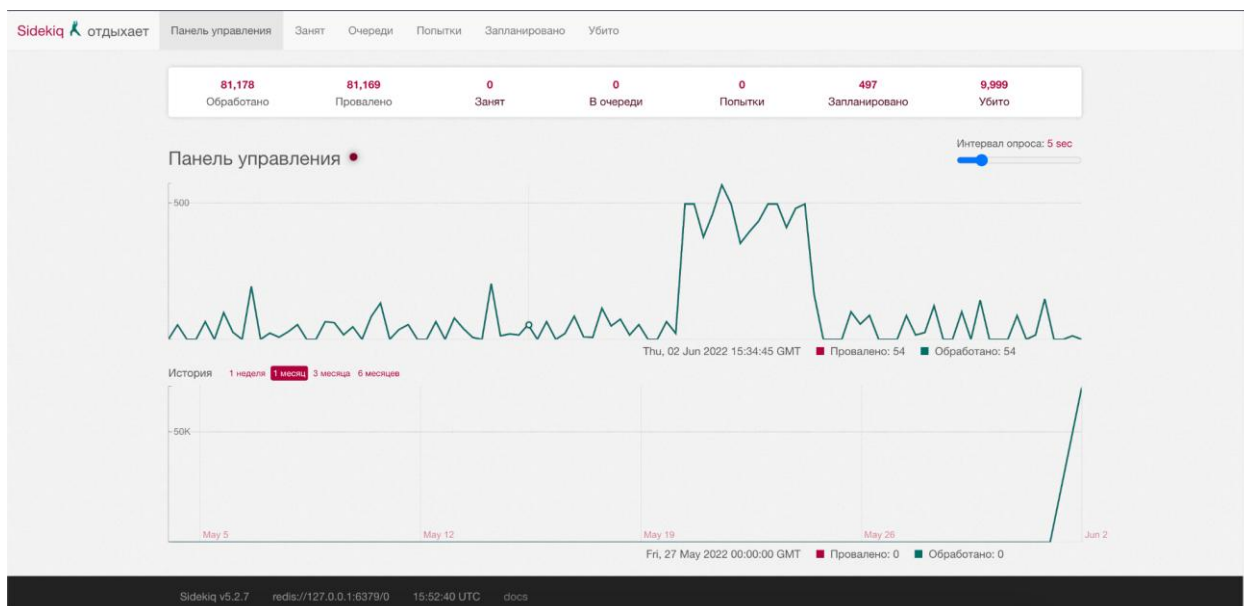 Sidekiq отдыхает Панель управления Занят Очереди Попытки Запланировано Убито
81,178 81,169 0 0 0 497 9,999
Обработано Провалено Занят В очереди Попытки Запланировано Убито
Интервал опроса: 5 sec
Панель управления
500
Thu, 02 Jun 2022 15:34:45 GMT Провалено: 54 Обработано: 54
История 1 неделя 1 месяц 3 месяца 6 месяцев
50K
May 5 May 12 May 19 May 26 Jun 2
Fri, 27 May 2022 00:00:00 GMT Провалено: 0 Обработано: 0
Sidekiq v5.2.7 redis://127.0.0.1:6379/0 15:52:40 UTC docs